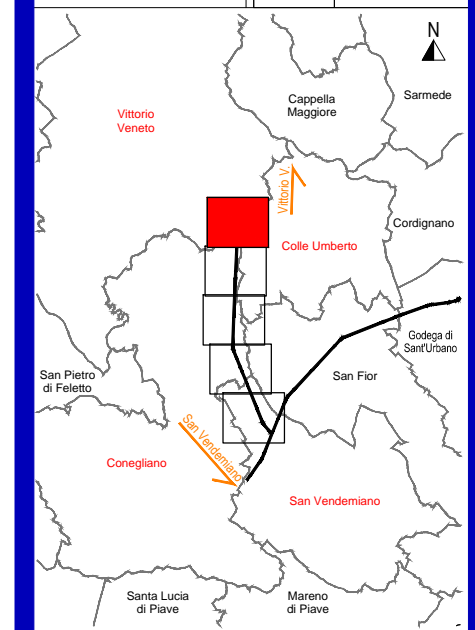 N
Cappella
Maggiore
Sarmede
Vittorio
Veneto
Vittorio V.
Cordignano
Colle Umberto
Godega di
Sant'Urbano
San Pietro
di Feletto
San Fior
San Vendemiano
Conegliano
San Vendemiano
Santa Lucia
di Piave
Mareno
di Piave